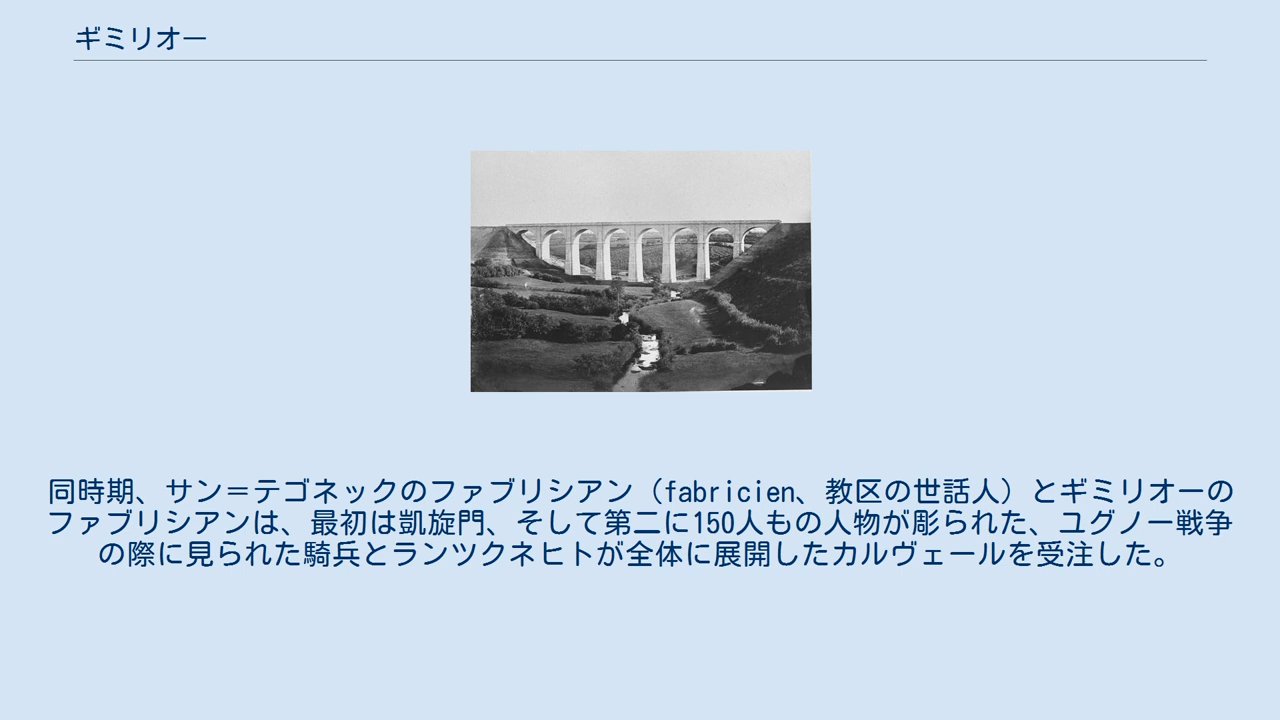 ギミリオー
同時期、サン＝テゴネックのファブリシアン（fabricien、教区の世話人）とギミリオーの
ファブリシアンは、最初は凱旋門、そして第二に150人もの人物が彫られた、ユグノー戦争
の際に見られた騎兵とランツクネヒトが全体に展開したカルヴェールを受注した。